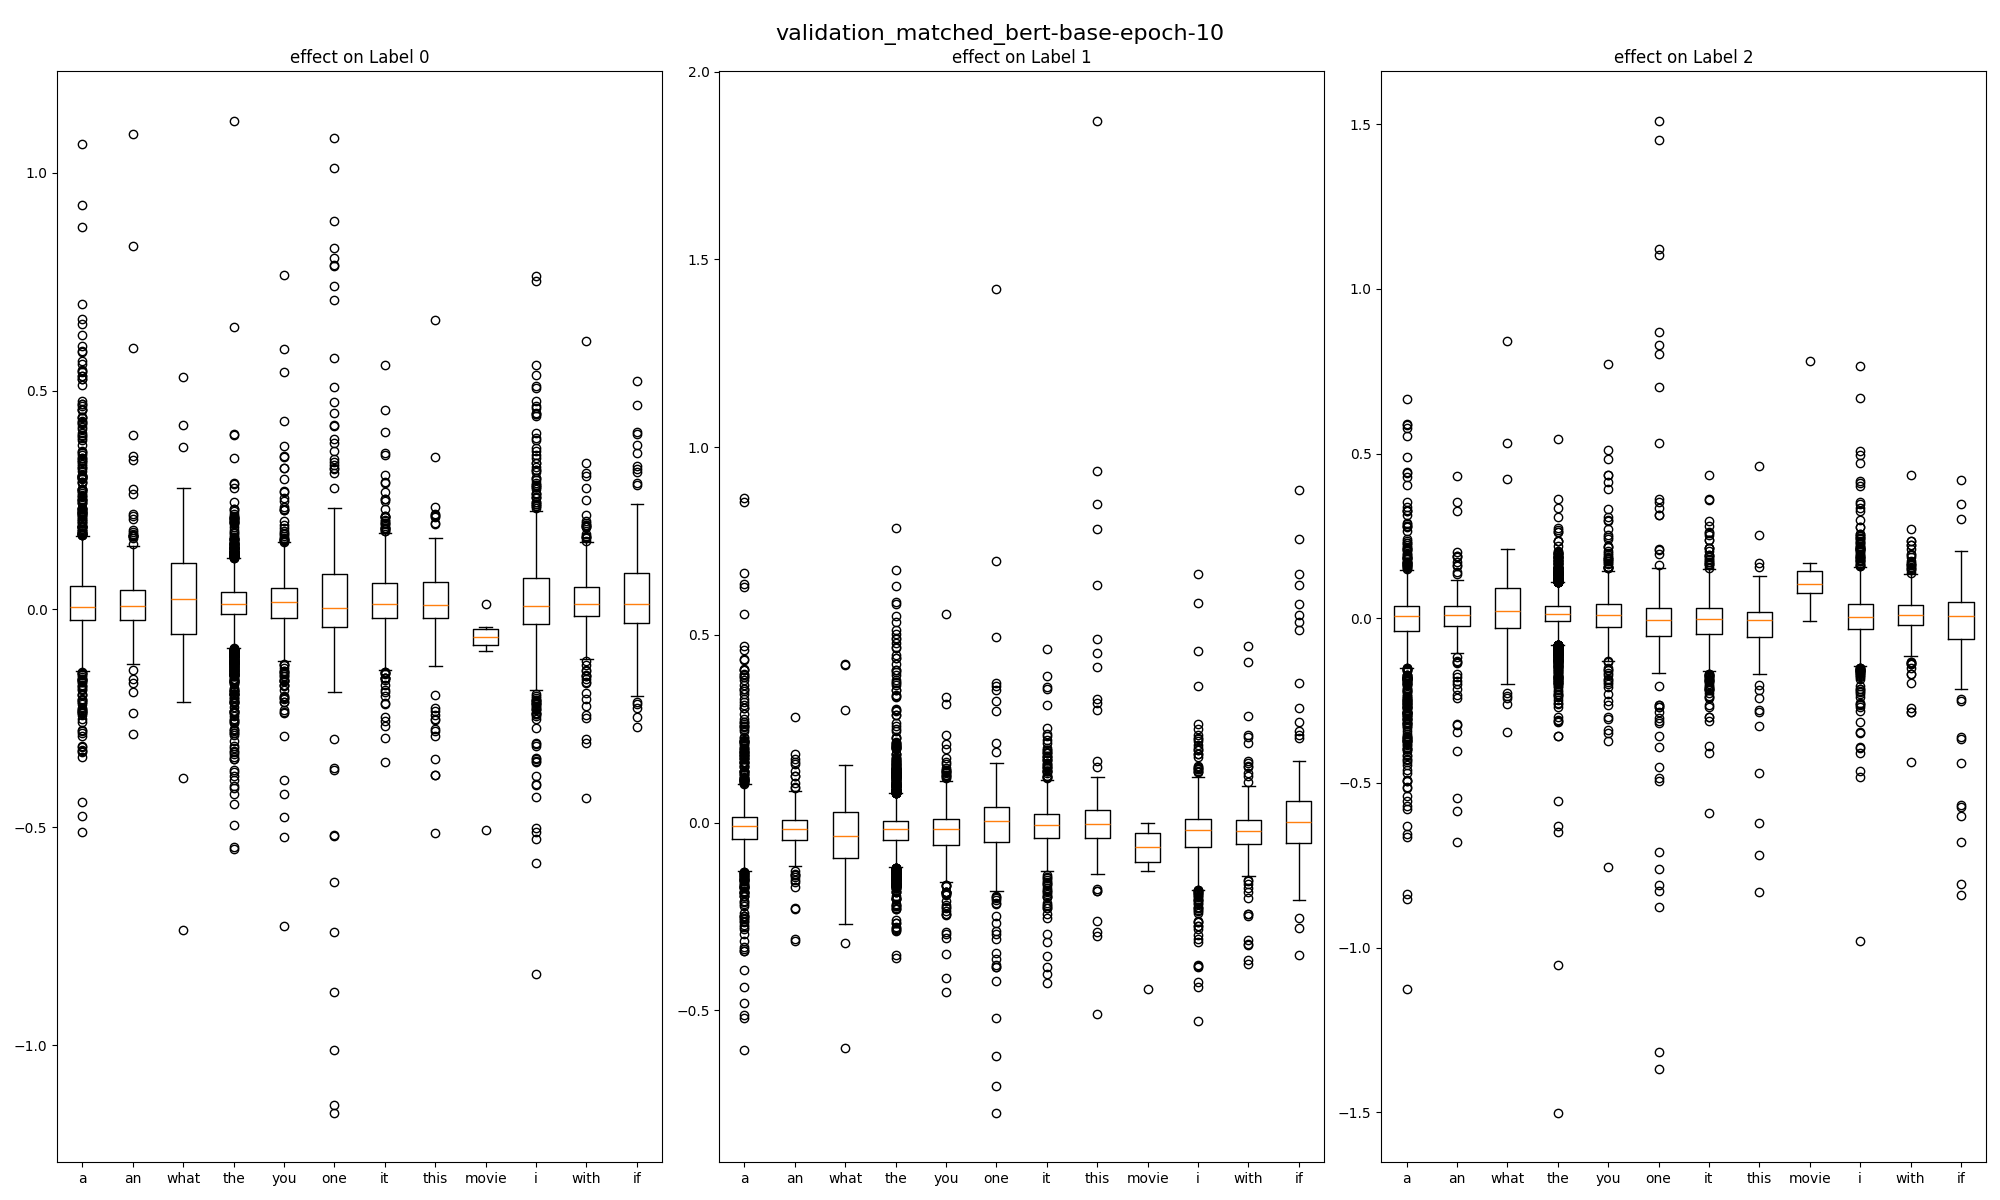 validation_matched_bert-base-epoch-10
effect on Label 0
1.0
0.5
0.0
−0.5
−1.0
a an what the you one it this movie i with if
effect on Label 1
2.0
1.5
1.0
0.5
0.0
−0.5
a an what the you one it this movie i with if
effect on Label 2
1.5
1.0
0.5
0.0
−0.5
−1.0
−1.5
a an what the you one it this movie i with if